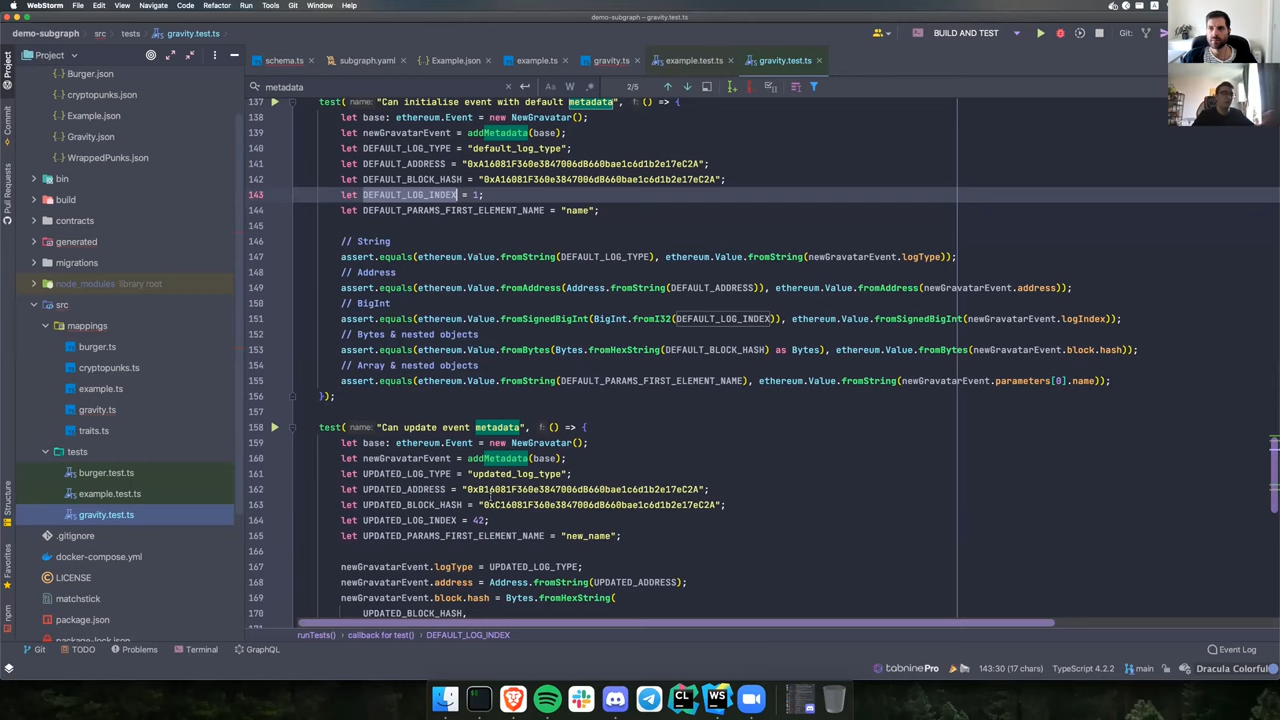 WebStorm File Edit View Navigate Code Refactor Run Tools Git Window Help
demo-subgraph – gravity.test.ts
demo-subgraph src tests gravity.test.ts
BUILD AND TEST
Git:
Project
schema.ts
subgraph.yaml
Example.json
example.ts
gravity.ts
example.test.ts
gravity.test.ts
metadata
Aa W .*
2/5
Project
Commit
Pull Requests
Structure
Favorites
npm
Burger.json
cryptopunks.json
Example.json
Gravity.json
WrappedPunks.json
bin
build
contracts
generated
migrations
node_modules library root
src
mappings
burger.ts
cryptopunks.ts
example.ts
gravity.ts
traits.ts
tests
burger.test.ts
example.test.ts
gravity.test.ts
.gitignore
docker-compose.yml
LICENSE
matchstick
package.json
package-lock.json
137 test( name: "Can initialise event with default metadata", f: () => {
138 let base: ethereum.Event = new NewGravatar();
139 let newGravatarEvent = addMetadata(base);
140 let DEFAULT_LOG_TYPE = "default_log_type";
141 let DEFAULT_ADDRESS = "0xA16081F360e3847006dB660bae1c6d1b2e17eC2A";
142 let DEFAULT_BLOCK_HASH = "0xA16081F360e3847006dB660bae1c6d1b2e17eC2A";
143 let DEFAULT_LOG_INDEX = 1;
144 let DEFAULT_PARAMS_FIRST_ELEMENT_NAME = "name";
145
146 // String
147 assert.equals(ethereum.Value.fromString(DEFAULT_LOG_TYPE), ethereum.Value.fromString(newGravatarEvent.logType));
148 // Address
149 assert.equals(ethereum.Value.fromAddress(Address.fromString(DEFAULT_ADDRESS)), ethereum.Value.fromAddress(newGravatarEvent.address));
150 // BigInt
151 assert.equals(ethereum.Value.fromSignedBigInt(BigInt.fromI32(DEFAULT_LOG_INDEX)), ethereum.Value.fromSignedBigInt(newGravatarEvent.logIndex));
152 // Bytes & nested objects
153 assert.equals(ethereum.Value.fromBytes(Bytes.fromHexString(DEFAULT_BLOCK_HASH) as Bytes), ethereum.Value.fromBytes(newGravatarEvent.block.hash));
154 // Array & nested objects
155 assert.equals(ethereum.Value.fromString(DEFAULT_PARAMS_FIRST_ELEMENT_NAME), ethereum.Value.fromString(newGravatarEvent.parameters[0].name));
156 });
157
158 test( name: "Can update event metadata", f: () => {
159 let base: ethereum.Event = new NewGravatar();
160 let newGravatarEvent = addMetadata(base);
161 let UPDATED_LOG_TYPE = "updated_log_type";
162 let UPDATED_ADDRESS = "0xB16081F360e3847006dB660bae1c6d1b2e17eC2A";
163 let UPDATED_BLOCK_HASH = "0xC16081F360e3847006dB660bae1c6d1b2e17eC2A";
164 let UPDATED_LOG_INDEX = 42;
165 let UPDATED_PARAMS_FIRST_ELEMENT_NAME = "new_name";
166
167 newGravatarEvent.logType = UPDATED_LOG_TYPE;
168 newGravatarEvent.address = Address.fromString(UPDATED_ADDRESS);
169 newGravatarEvent.block.hash = Bytes.fromHexString(
170 UPDATED_BLOCK_HASH,
runTests() callback for test() DEFAULT_LOG_INDEX
Git TODO Problems Terminal GraphQL
Event Log
tabnine Pro 143:30 (17 chars) TypeScript 4.2.2 main Dracula Colorful
CL
WS